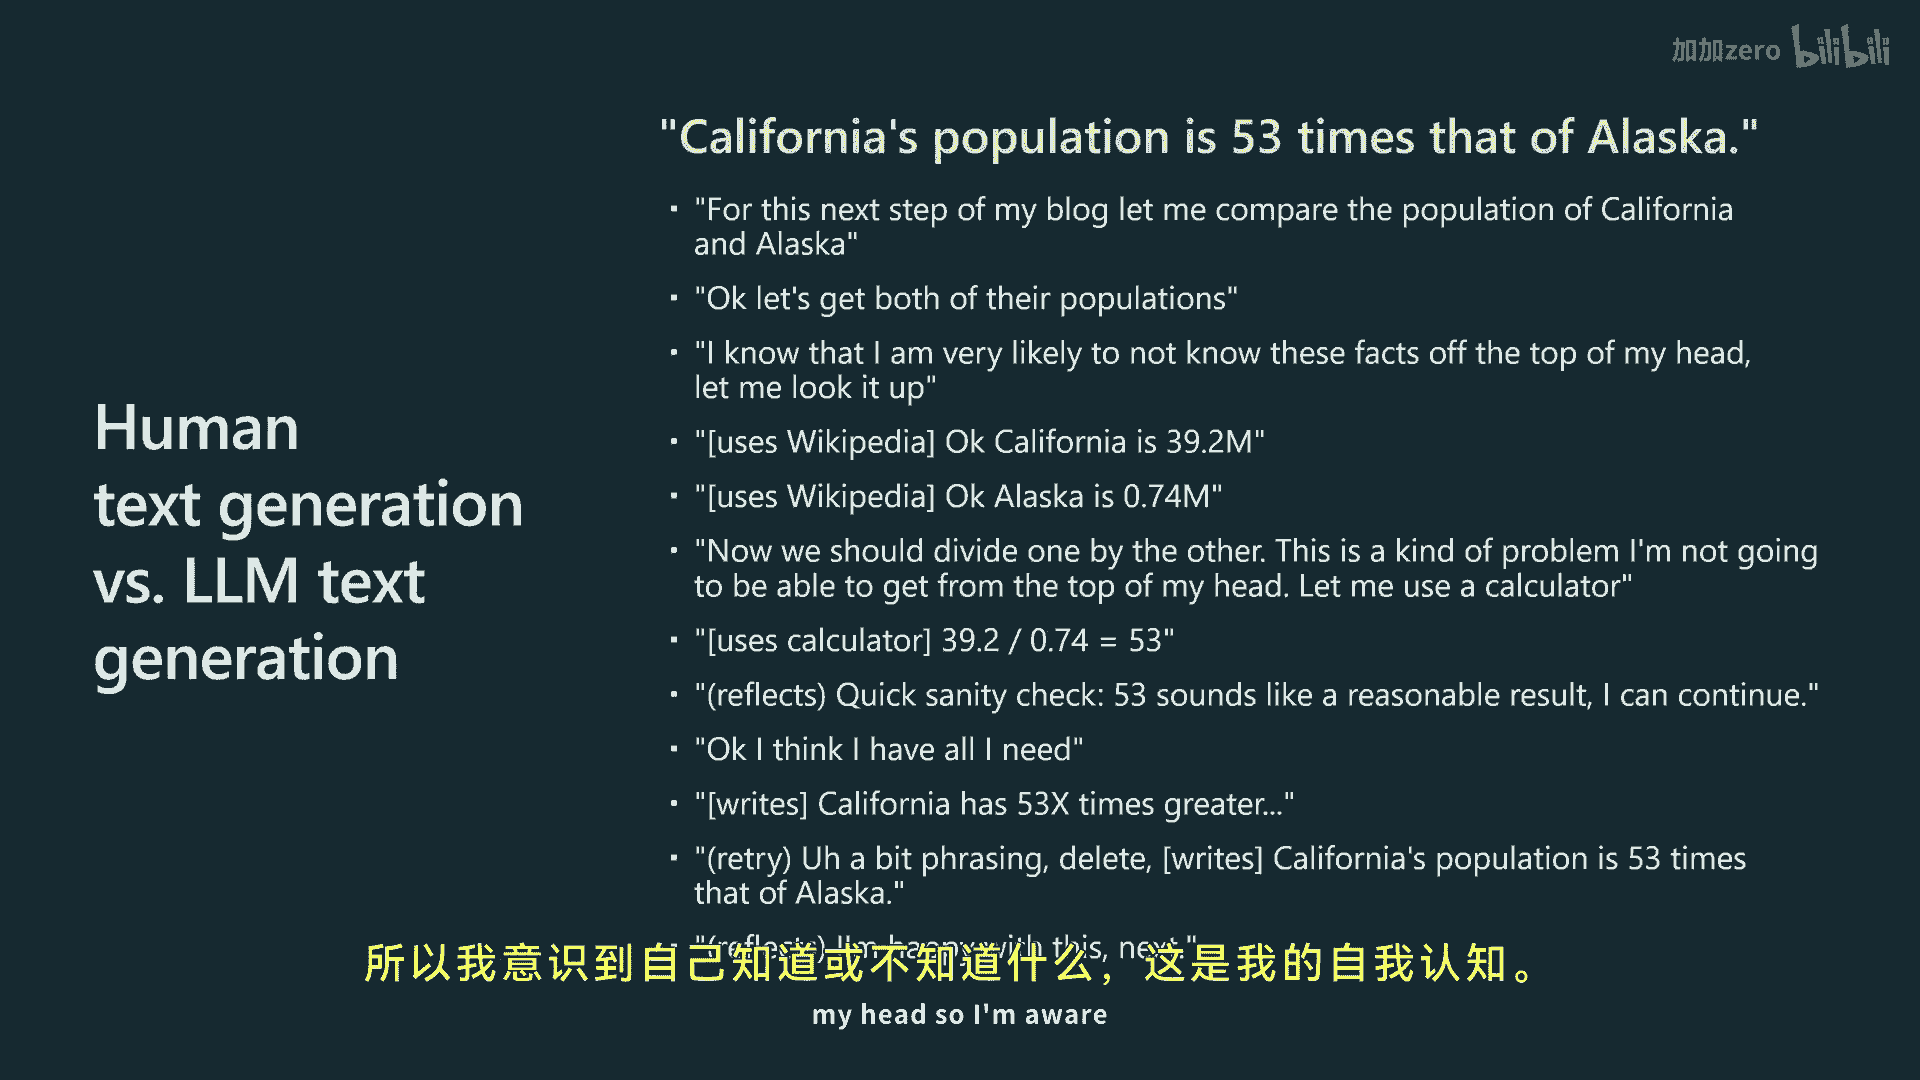 加加zero bilibili
"California's population is 53 times that of Alaska."
▪ "For this next step of my blog let me compare the population of California
and Alaska"
▪ "Ok let's get both of their populations"
▪ "I know that I am very likely to not know these facts off the top of my head,
let me look it up"
▪ "[uses Wikipedia] Ok California is 39.2M"
▪ "[uses Wikipedia] Ok Alaska is 0.74M"
▪ "Now we should divide one by the other. This is a kind of problem I'm not going
to be able to get from the top of my head. Let me use a calculator"
▪ "[uses calculator] 39.2 / 0.74 = 53"
▪ "(reflects) Quick sanity check: 53 sounds like a reasonable result, I can continue."
▪ "Ok I think I have all I need"
▪ "[writes] California has 53X times greater..."
▪ "(retry) Uh a bit phrasing, delete, [writes] California's population is 53 times
that of Alaska."
▪ "(reflects) I'm happy with this, next."
Human
text generation
vs. LLM text
generation
所以我意识到自己知道或不知道什么，这是我的自我认知。
my head so I'm aware